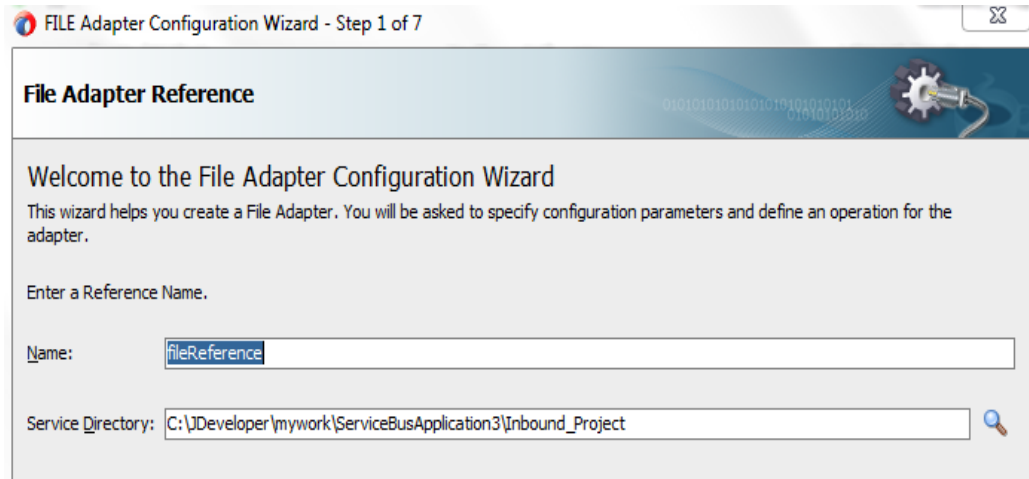 FILE Adapter Configuration Wizard - Step 1 of 7
File Adapter Reference
Welcome to the File Adapter Configuration Wizard
This wizard helps you create a File Adapter. You will be asked to specify configuration parameters and define an operation for the
adapter.
Enter a Reference Name.
Name: fileReference
Service Directory: C:\JDeveloper\mywork\ServiceBusApplication3\Inbound_Project